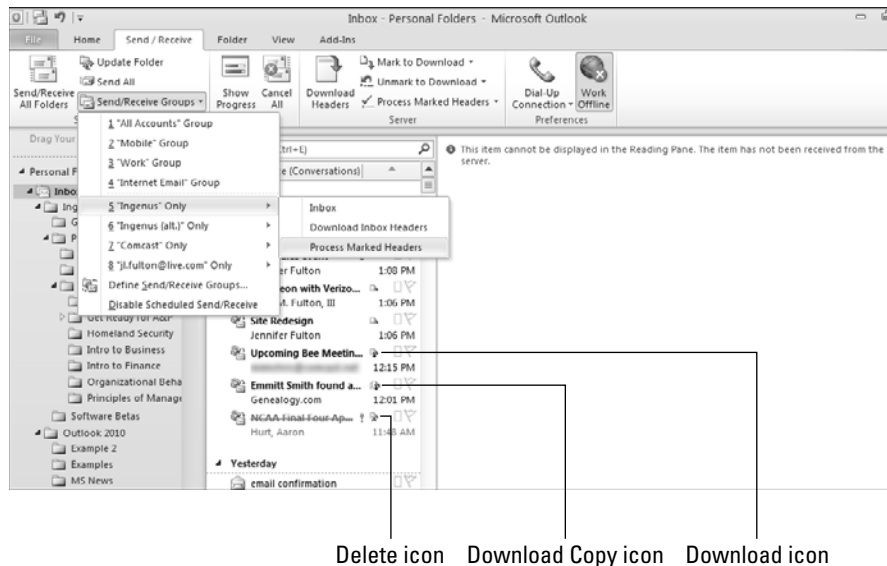 Inbox - Personal Folders - Microsoft Outlook
File Home Send / Receive Folder View Add-Ins
Send/Receive All Folders
Update Folder
Send All
Send/Receive Groups
Show Progress
Cancel All
Download Headers
Mark to Download
Unmark to Download
Process Marked Headers
Server
Dial-Up Connection
Work Offline
Preferences
1 "All Accounts" Group
2 "Mobile" Group
3 "Work" Group
4 "Internet Email" Group
5 "Ingenus" Only
6 "Ingenus (alt.)" Only
7 "Comcast" Only
8 "jl.fulton@live.com" Only
Define Send/Receive Groups...
Disable Scheduled Send/Receive
Inbox
Download Inbox Headers
Process Marked Headers
Drag Your
Personal F
Inbo
Ing
G
P
Get Ready for A&P
Homeland Security
Intro to Business
Intro to Finance
Organizational Beha
Principles of Manage
Software Betas
Outlook 2010
Example 2
Examples
MS News
Ctrl+E)
e (Conversations)
er Fulton 1:08 PM
eon with Verizo...
M. Fulton, III 1:06 PM
Site Redesign
Jennifer Fulton 1:06 PM
Upcoming Bee Meetin...
12:15 PM
Emmitt Smith found a...
Genealogy.com 12:01 PM
NCAA Final Four Ap... !
Hurt, Aaron 11:48 AM
Yesterday
email confirmation
This item cannot be displayed in the Reading Pane. The item has not been received from the
server.
Delete icon Download Copy icon Download icon